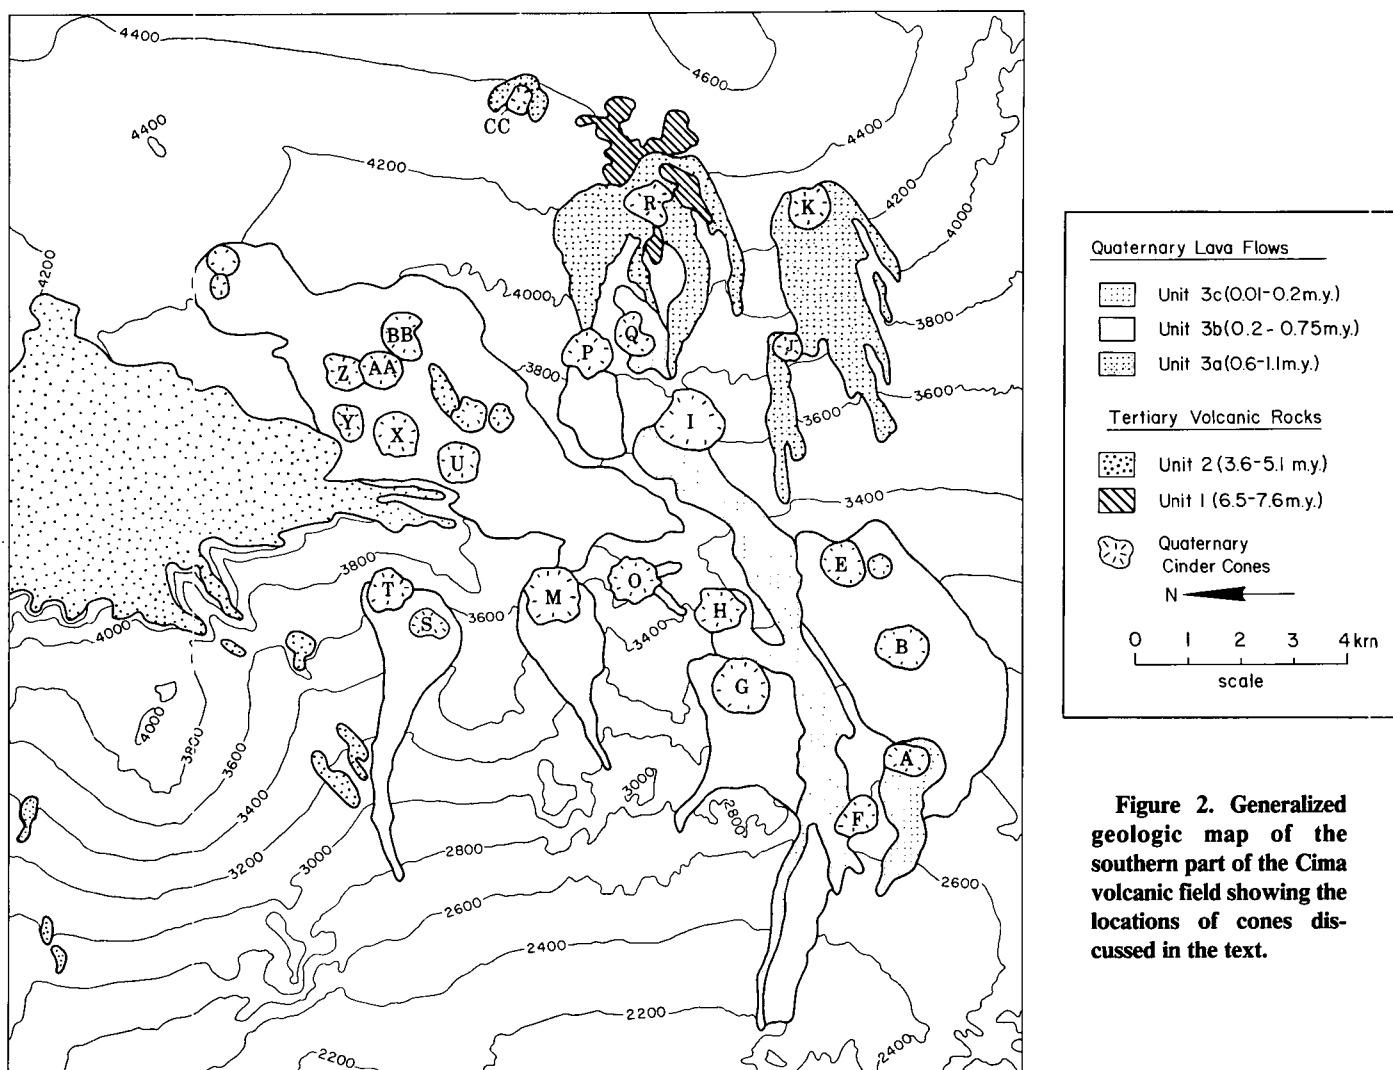 4400
4600
CC
4400
4400
4200
4200
4000
K
R
4200
4000
3800
BB
Q
J
P
Z
AA
3800
3600
3600
Y
X
I
U
3400
E
3800
T
M
O
3600
H
S
3400
B
4000
G
4000
3800
A
3600
3000
2800
F
3400
3200
3000
2800
2600
2600
2400
2200
2200
2400
Quaternary Lava Flows
Unit 3c (0.01-0.2 m.y.)
Unit 3b (0.2 - 0.75 m.y.)
Unit 3a (0.6-1.1 m.y.)
Tertiary Volcanic Rocks
Unit 2 (3.6-5.1 m.y.)
Unit 1 (6.5-7.6 m.y.)
Quaternary
Cinder Cones
N
0 1 2 3 4 km
scale
Figure 2. Generalized
geologic map of the
southern part of the Cima
volcanic field showing the
locations of cones dis-
cussed in the text.